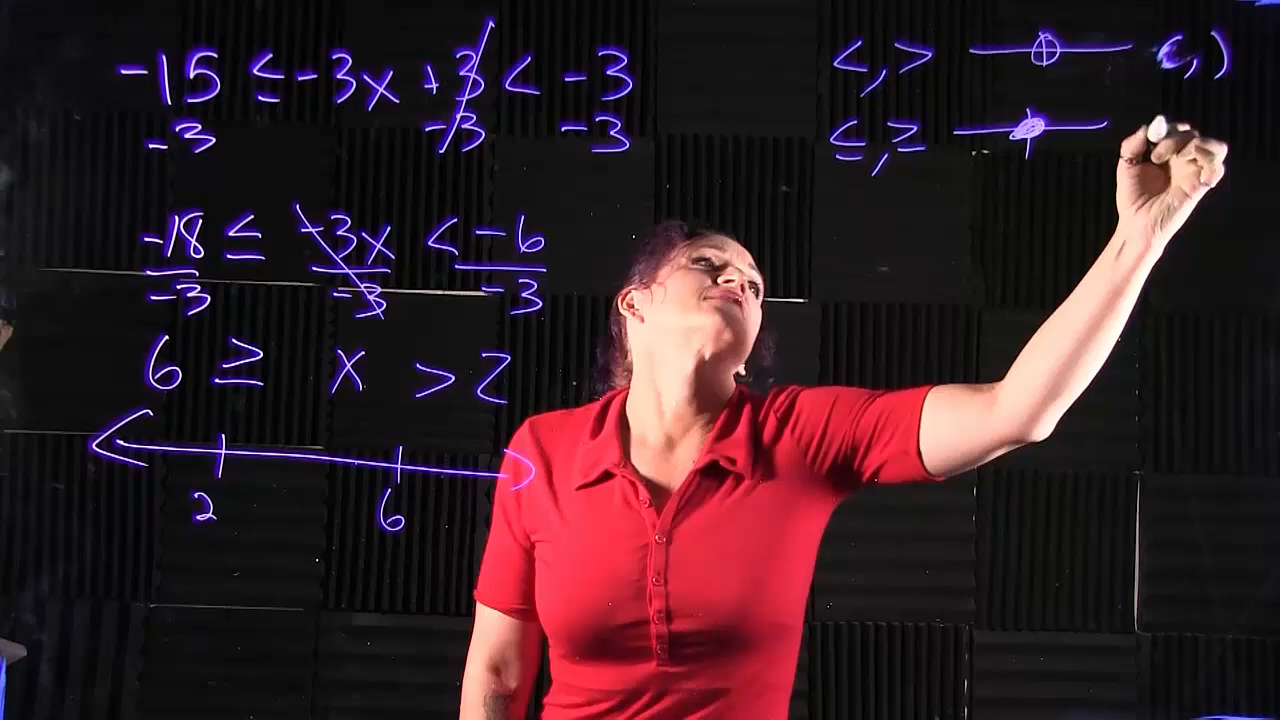 -15 ≤ -3x + 3 < -3
-3 -3 -3
-18 ≤ -3x < -6
-3 -3 -3
6 ≥ x > 2
2 6
<, > (, )
≤, ≥